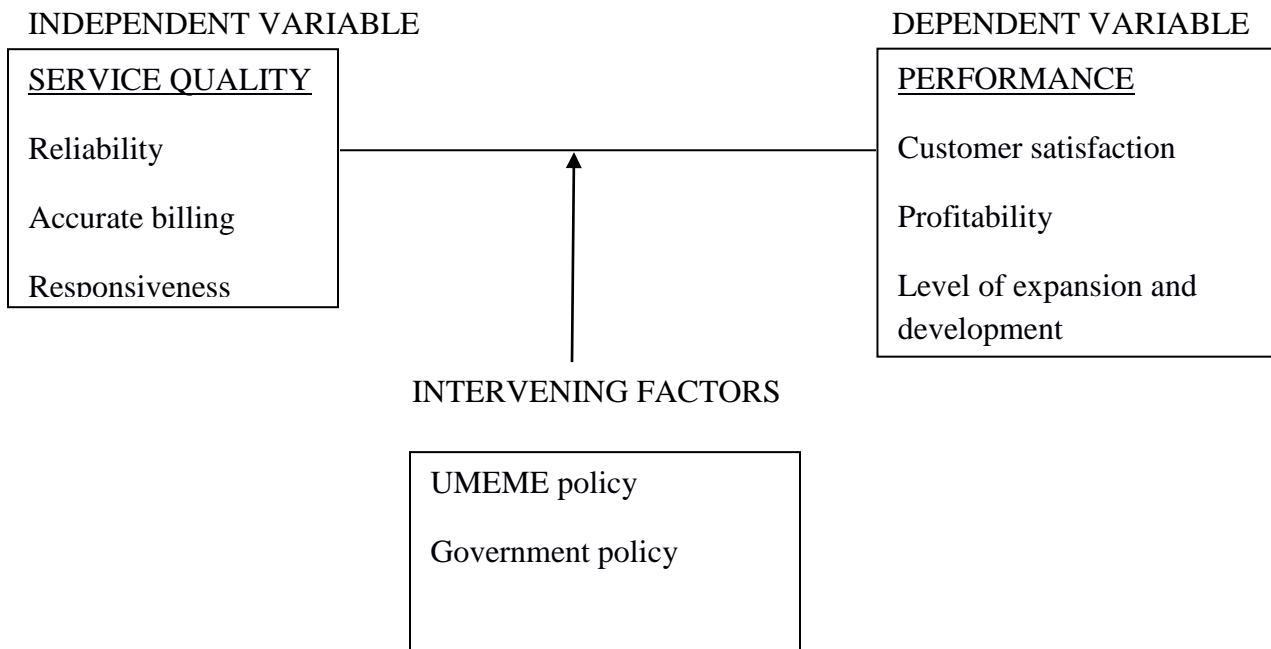 INDEPENDENT VARIABLE
DEPENDENT VARIABLE
SERVICE QUALITY
Reliability
Accurate billing
Responsiveness
PERFORMANCE
Customer satisfaction
Profitability
Level of expansion and
development
INTERVENING FACTORS
UMEME policy
Government policy